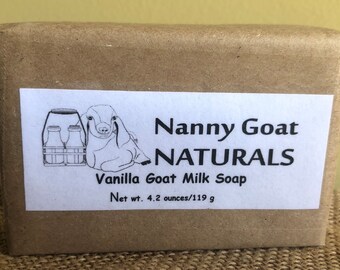 Nanny Goat
NATURALS
Vanilla Goat Milk Soap
Net wt. 4.2 ounces/119 g